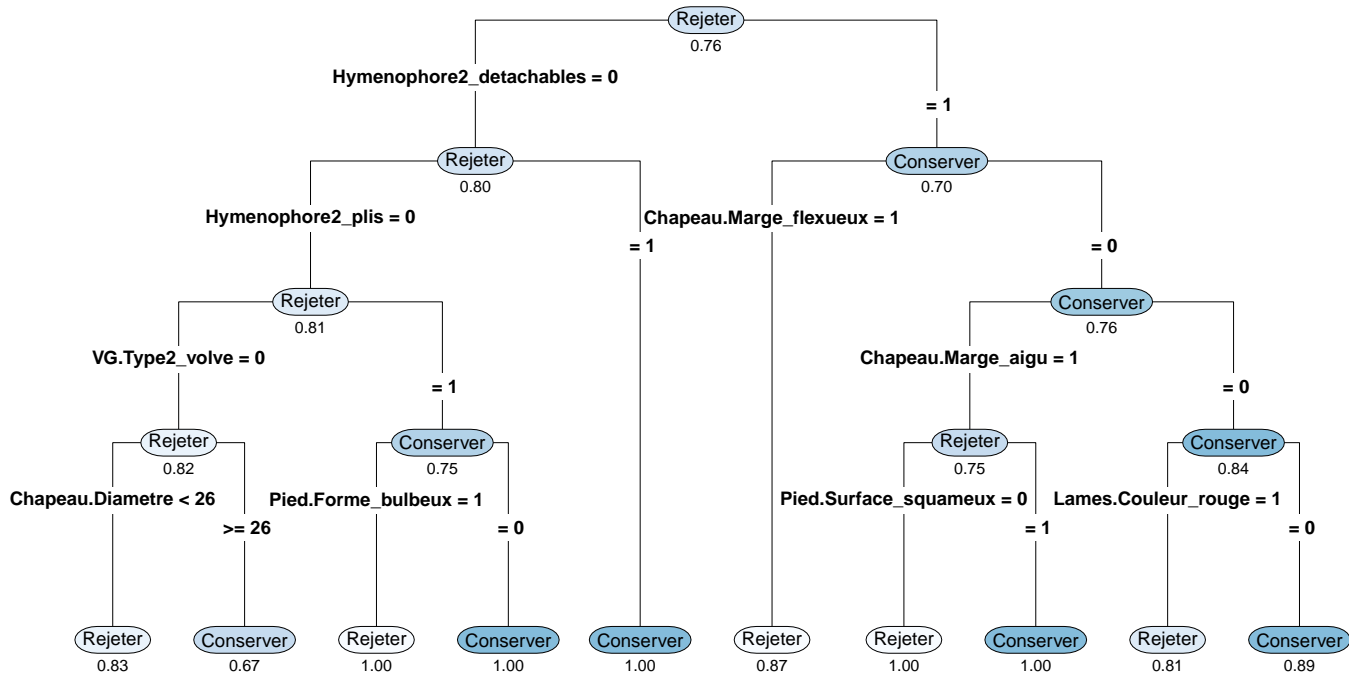 Rejeter
0.76
Hymenophore2_detachables = 0
= 1
Rejeter
0.80
Conserver
0.70
Hymenophore2_plis = 0
= 1
Chapeau.Marge_flexueux = 1
= 0
Rejeter
0.81
Conserver
0.76
VG.Type2_volve = 0
= 1
Chapeau.Marge_aigu = 1
= 0
Rejeter
0.82
Conserver
0.75
Rejeter
0.75
Conserver
0.84
Chapeau.Diametre < 26
>= 26
Pied.Forme_bulbeux = 1
= 0
Pied.Surface_squameux = 0
= 1
Lames.Couleur_rouge = 1
= 0
Rejeter
0.83
Conserver
0.67
Rejeter
1.00
Conserver
1.00
Conserver
1.00
Rejeter
0.87
Rejeter
1.00
Conserver
1.00
Rejeter
0.81
Conserver
0.89